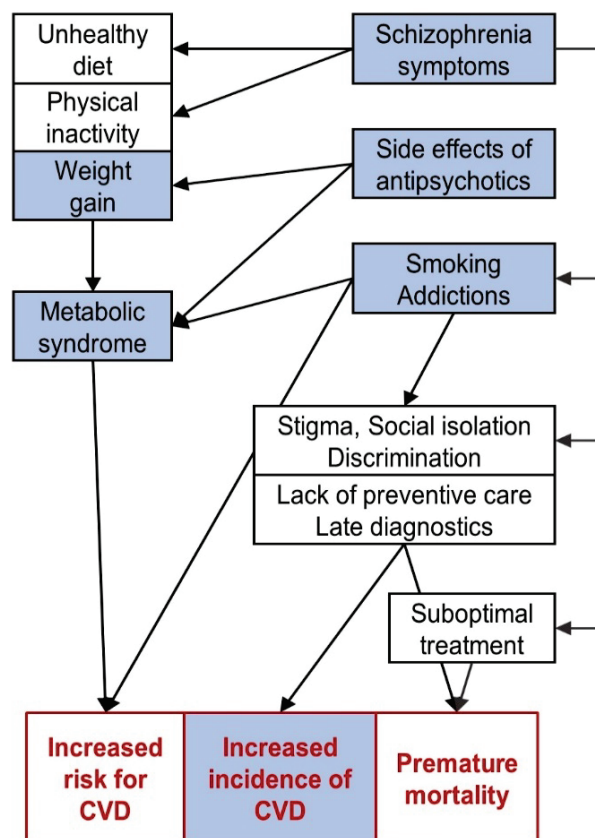 Unhealthy
diet
Physical
inactivity
Weight
gain
Schizophrenia
symptoms
Side effects of
antipsychotics
Metabolic
syndrome
Smoking
Addictions
Stigma, Social isolation
Discrimination
Lack of preventive care
Late diagnostics
Suboptimal
treatment
Increased
risk for
CVD
Increased
incidence of
CVD
Premature
mortality